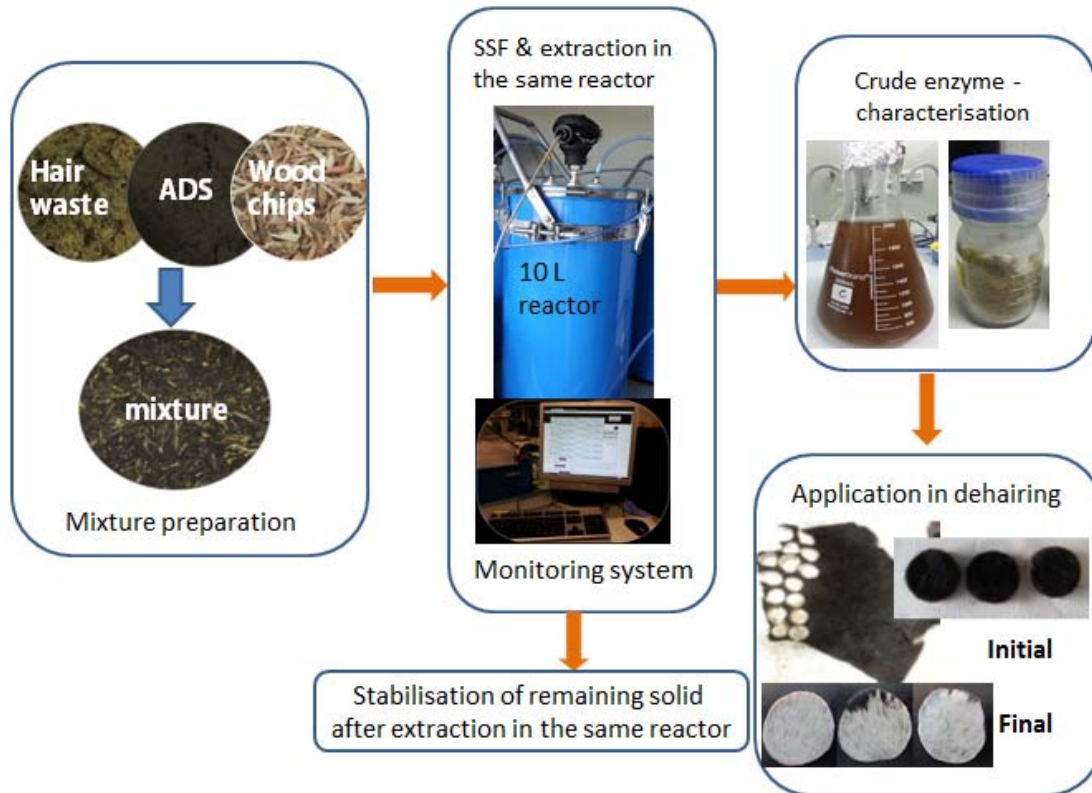 Hair
waste
ADS
Wood
chips
mixture
Mixture preparation
SSF & extraction in
the same reactor
10 L
reactor
Monitoring system
Stabilisation of remaining solid
after extraction in the same reactor
Crude enzyme -
characterisation
C
Application in dehairing
Initial
Final